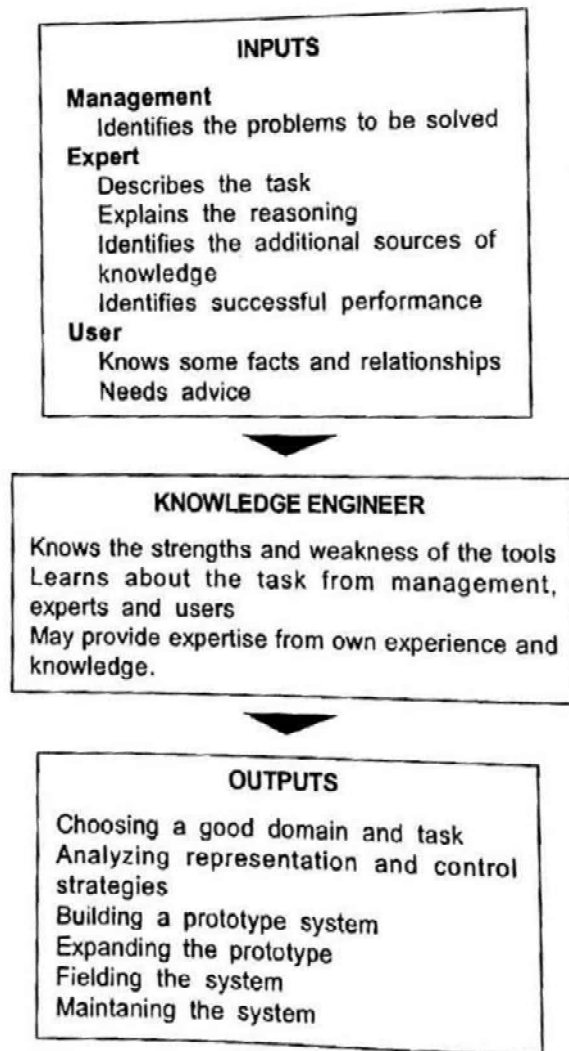 INPUTS
Management
Identifies the problems to be solved
Expert
Describes the task
Explains the reasoning
Identifies the additional sources of
knowledge
Identifies successful performance
User
Knows some facts and relationships
Needs advice
KNOWLEDGE ENGINEER
Knows the strengths and weakness of the tools
Learns about the task from management,
experts and users
May provide expertise from own experience and
knowledge.
OUTPUTS
Choosing a good domain and task
Analyzing representation and control
strategies
Building a prototype system
Expanding the prototype
Fielding the system
Maintaning the system